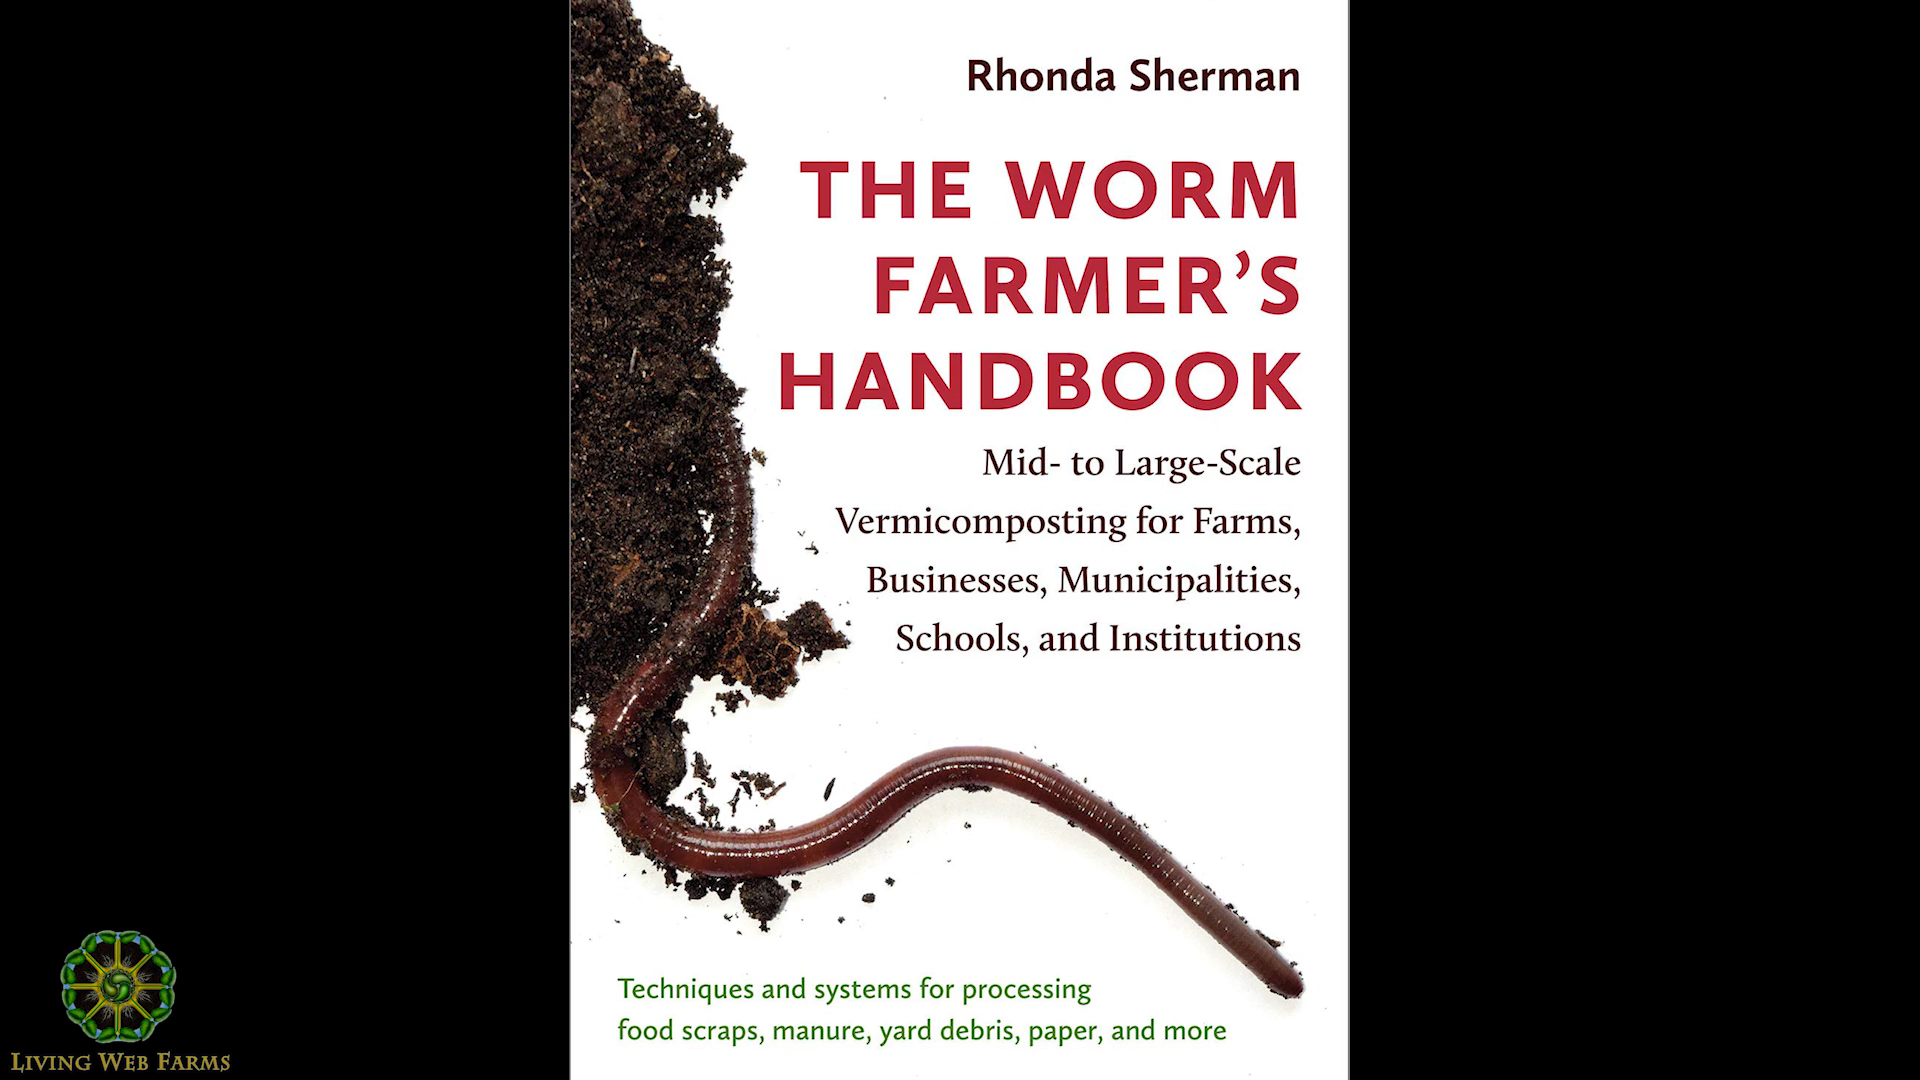 Rhonda Sherman
THE WORM
FARMER’S
HANDBOOK
Mid- to Large-Scale
Vermicomposting for Farms,
Businesses, Municipalities,
Schools, and Institutions
Techniques and systems for processing
food scraps, manure, yard debris, paper, and more
LIVING WEB FARMS